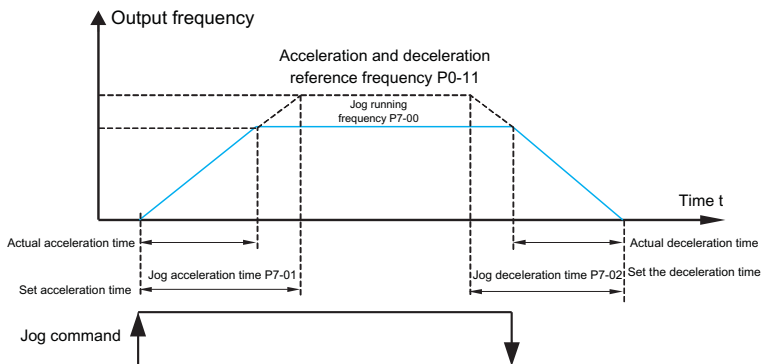 Output frequency
Acceleration and deceleration
reference frequency P0-11
Jog running
frequency P7-00
Time t
Actual acceleration time
Actual deceleration time
Jog acceleration time P7-01
Jog deceleration time P7-02
Set the deceleration time
Set acceleration time
Jog command